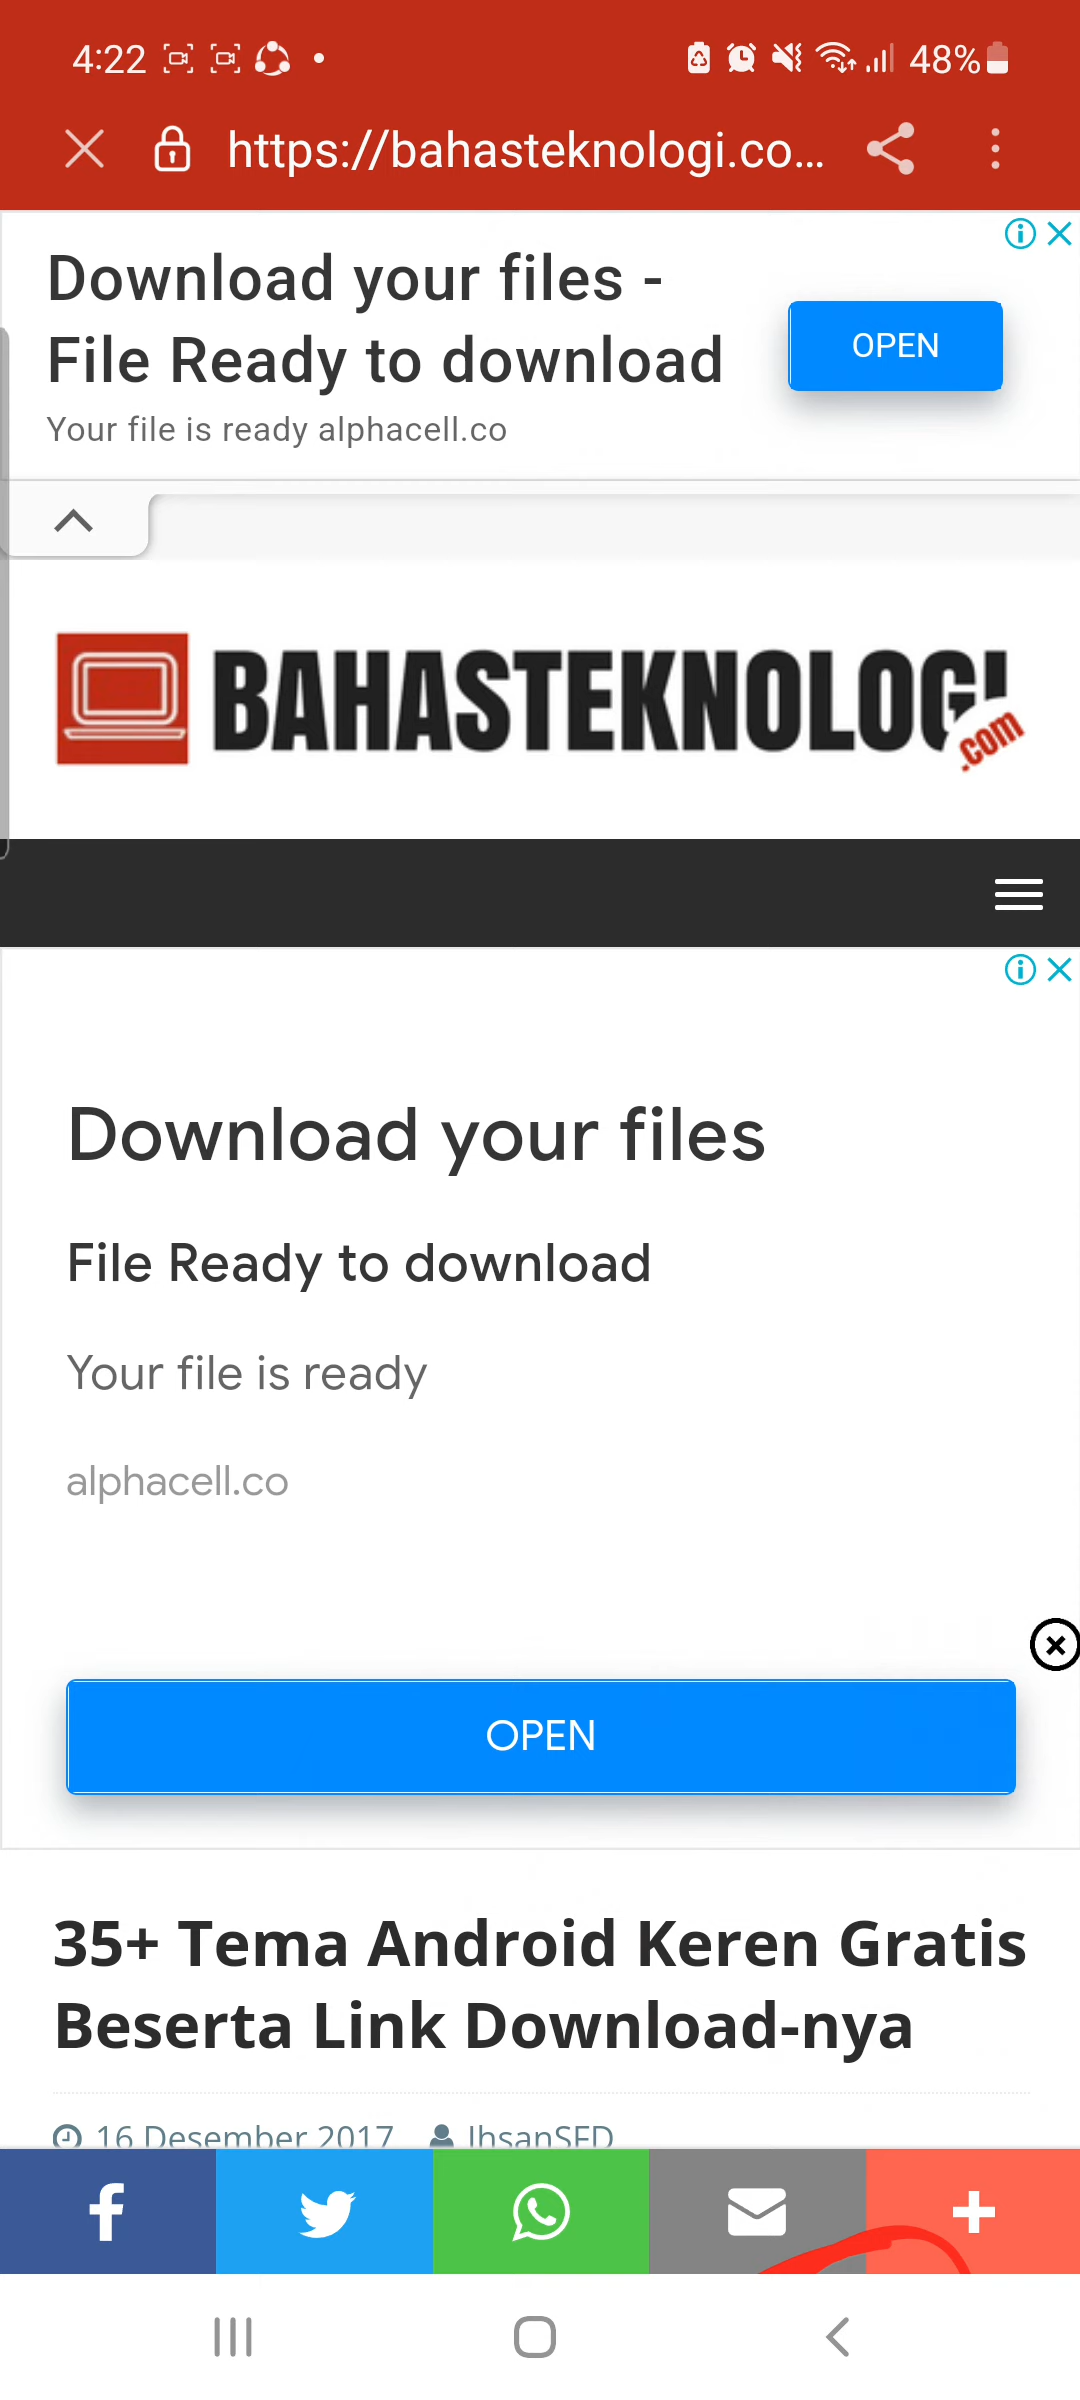 4:22
48%
https://bahasteknologi.co...
Download your files -
File Ready to download
Your file is ready alphacell.co
OPEN
BAHASTEKNOLOGI
.com
Download your files
File Ready to download
Your file is ready
alphacell.co
OPEN
35+ Tema Android Keren Gratis
Beserta Link Download-nya
16 Desember 2017 IhsanSFD